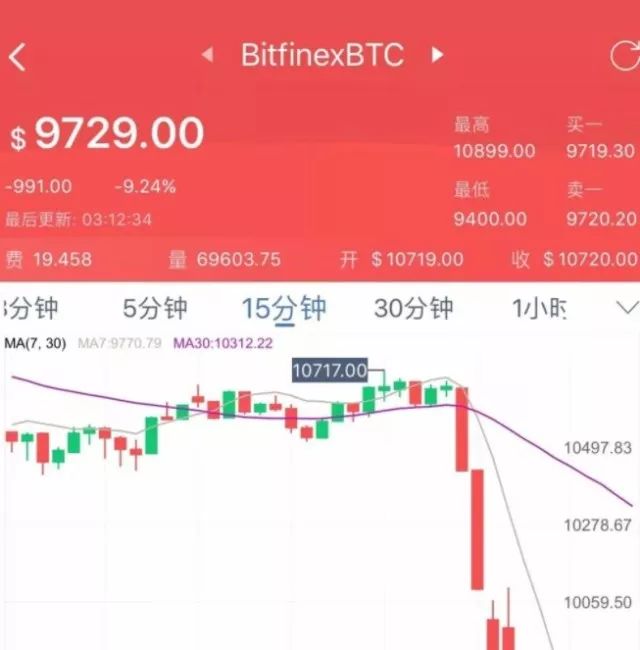 BitfinexBTC
$9729.00
最高 买一
10899.00 9719.30
-991.00 -9.24%
最低 卖一
最后更新: 03:12:34
9400.00 9720.20
费 19.458 量 69603.75 开 $10719.00 收 $10720.00
3分钟 5分钟 15分钟 30分钟 1小时
MA(7, 30) MA7:9770.79 MA30:10312.22
10717.00
10497.83
10278.67
10059.50